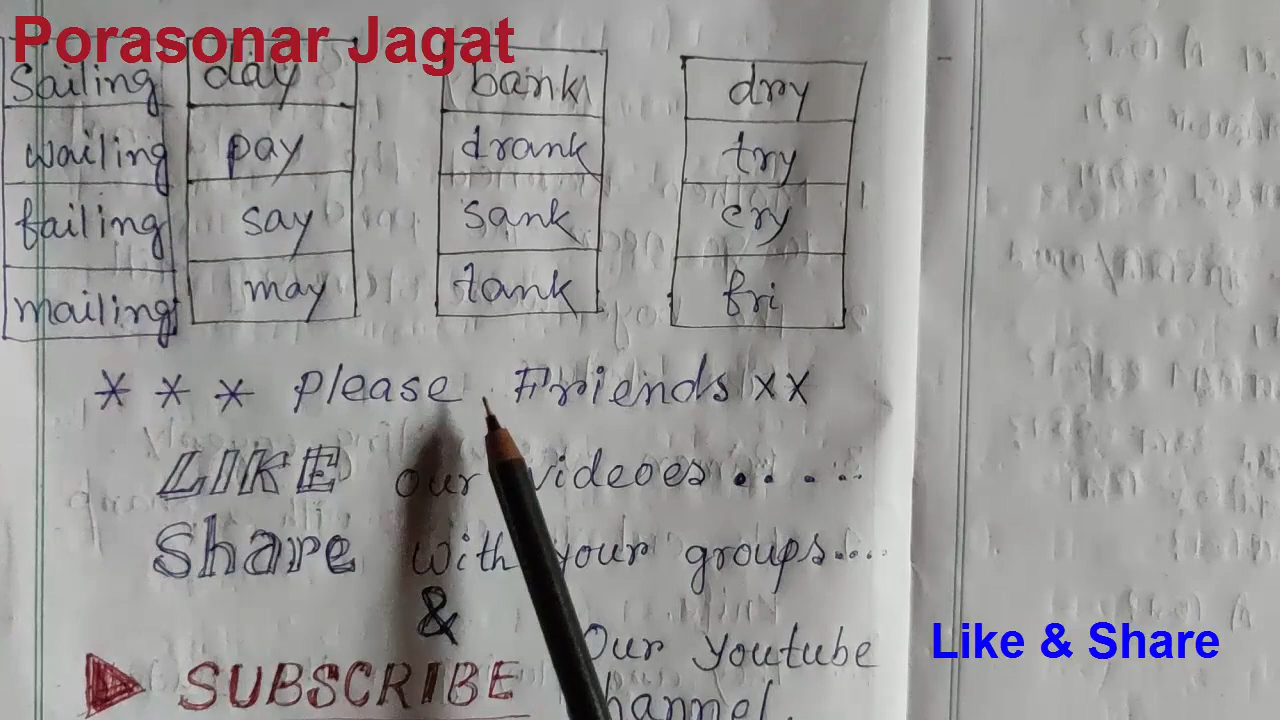 Porasonar Jagat
Sailing day bank dry
wailing pay drank try
failing say sank cry
mailing may tank fri
* * * Please Friends x x
LIKE our videoes . . . . .
Share with your groups....
&
SUBSCRIBE Our Youtube
channel.
Like & Share